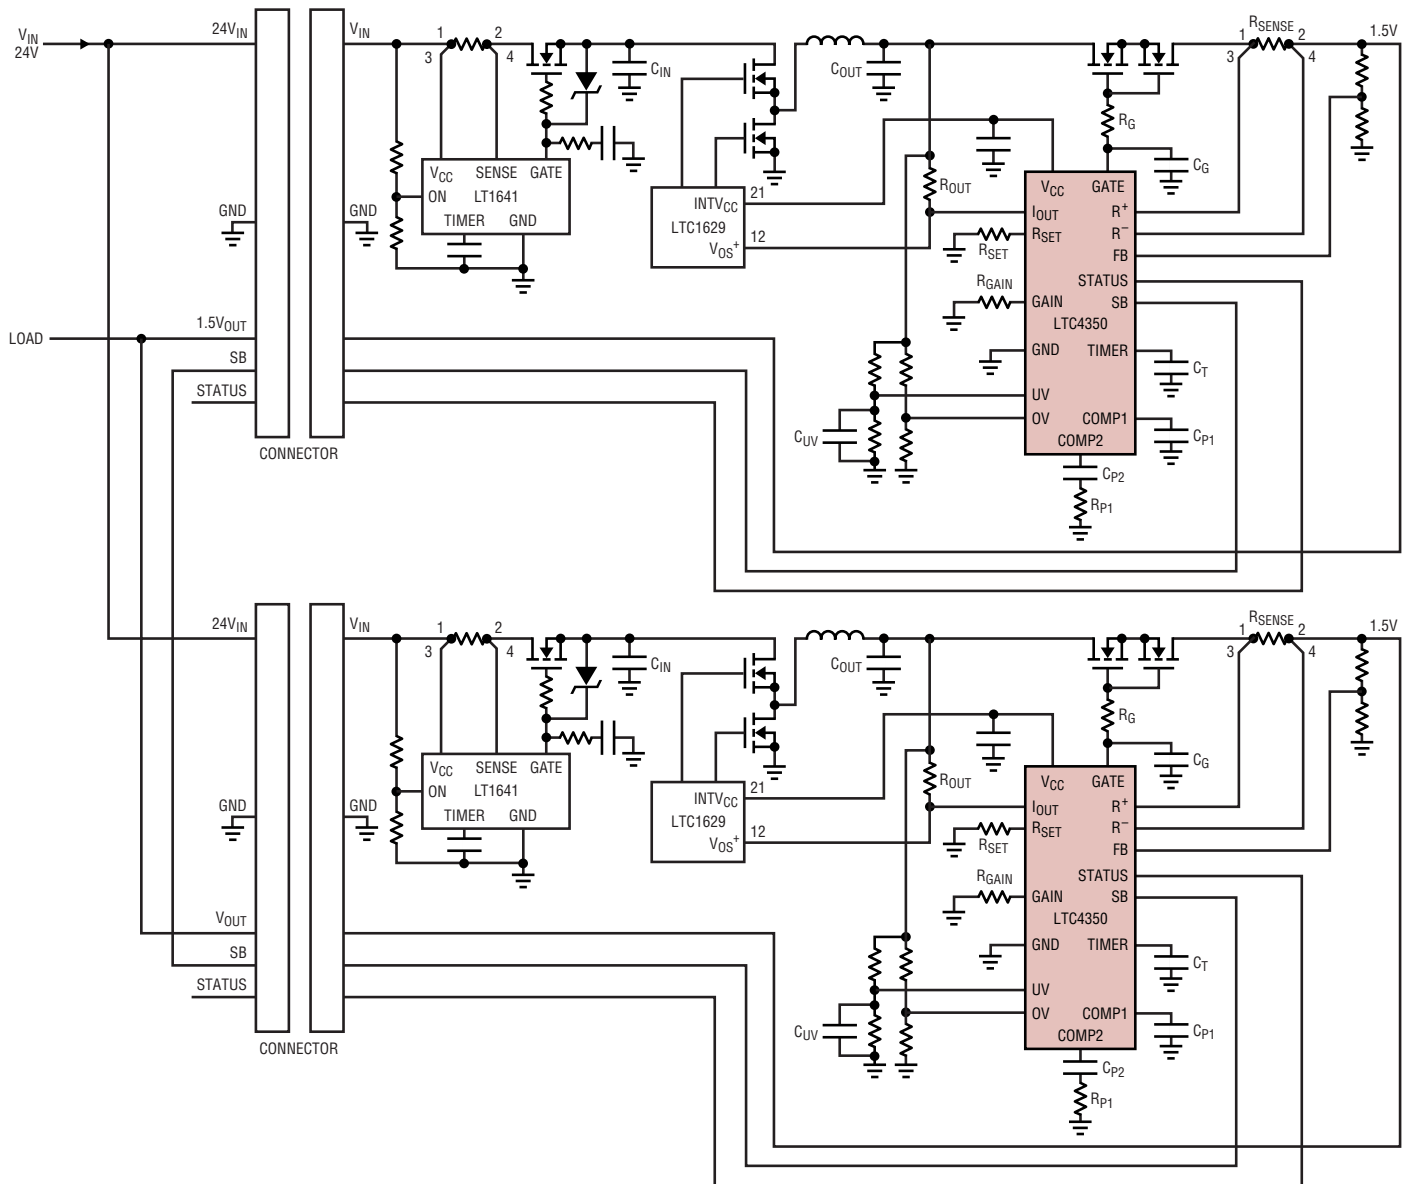 VIN
24V
24VIN
VIN
1
2
3
4
CIN
COUT
RSENSE
1
2
3
4
1.5V
RG
CG
VCC SENSE GATE
ON LT1641
TIMER GND
GND
GND
INTVCC
21
LTC1629
VOS+
12
ROUT
VCC GATE
IOUT
RSET
R+
R−
FB
RSET
RGAIN
STATUS
GAIN
SB
LTC4350
GND TIMER
CT
UV
OV
COMP1
COMP2
CUV
CP1
CP2
RP1
LOAD
1.5VOUT
SB
STATUS
CONNECTOR
24VIN
VIN
1
2
3
4
CIN
COUT
RSENSE
1
2
3
4
1.5V
RG
CG
VCC SENSE GATE
ON LT1641
TIMER GND
GND
GND
INTVCC
21
LTC1629
VOS+
12
ROUT
VCC GATE
IOUT
RSET
R+
R−
FB
RSET
RGAIN
STATUS
GAIN
SB
LTC4350
GND TIMER
CT
UV
OV
COMP1
COMP2
CUV
CP1
CP2
RP1
VOUT
SB
STATUS
CONNECTOR